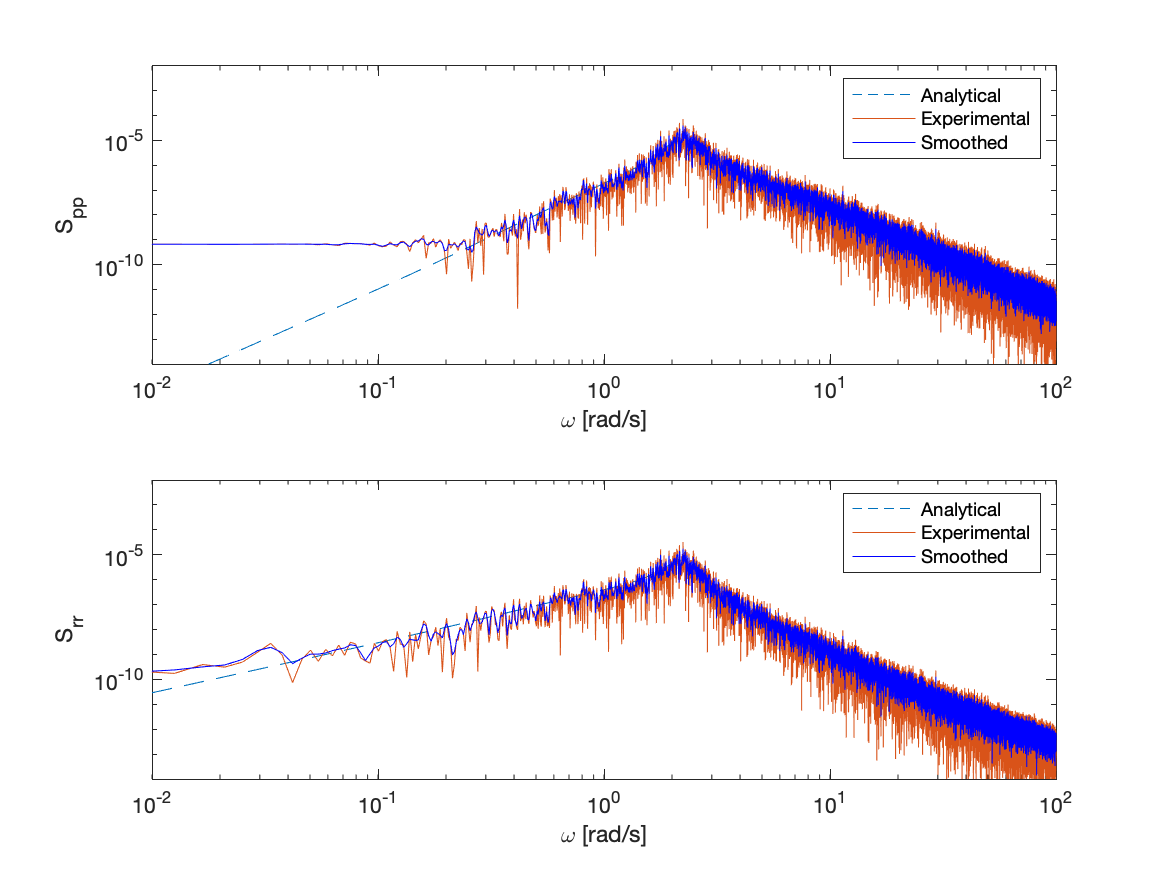 Analytical
Experimental
Smoothed
S_pp
10^-5
10^-10
10^-2
10^-1
10^0
10^1
10^2
ω [rad/s]
Analytical
Experimental
Smoothed
S_rr
10^-5
10^-10
10^-2
10^-1
10^0
10^1
10^2
ω [rad/s]